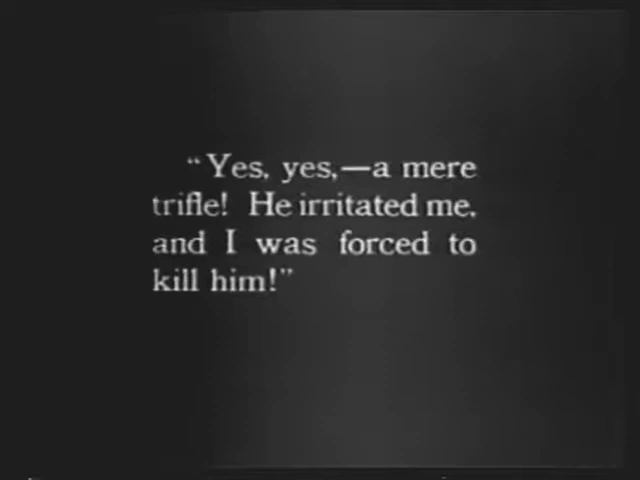 “Yes, yes,—a mere
trifle! He irritated me,
and I was forced to
kill him!”